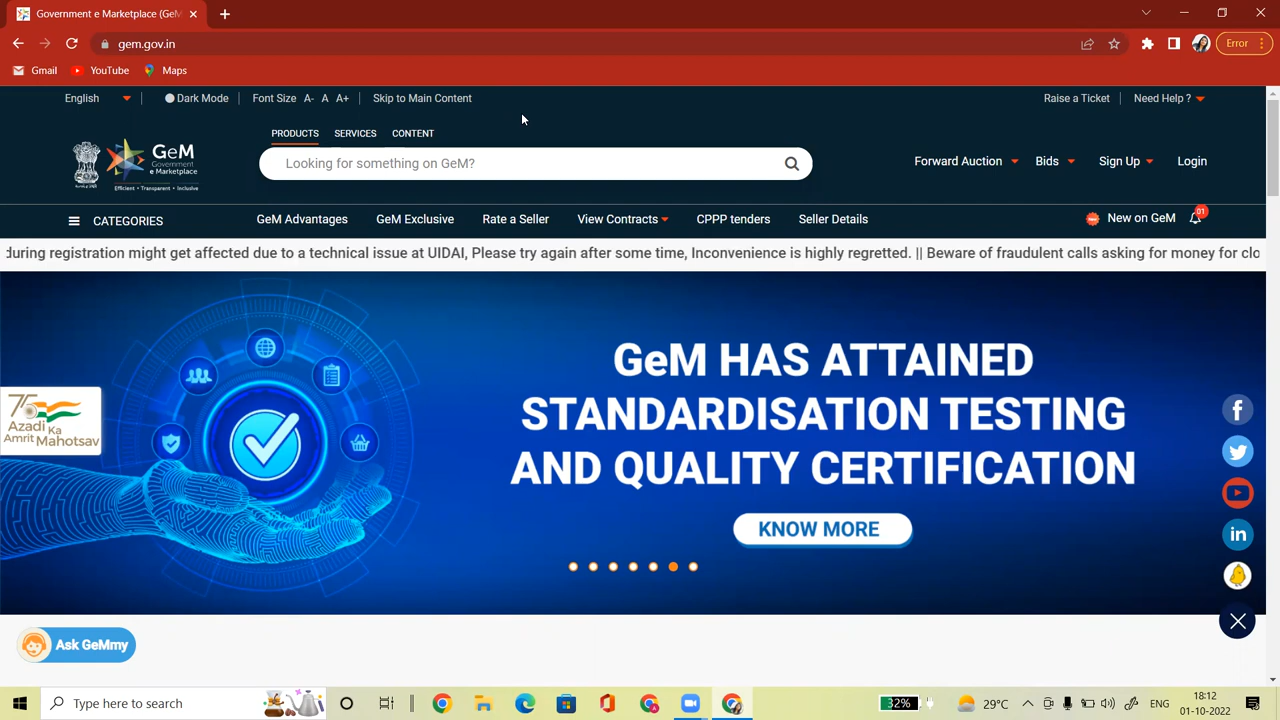 Government e Marketplace (GeM
gem.gov.in
Error
Gmail YouTube Maps
English Dark Mode Font Size A- A A+ Skip to Main Content Raise a Ticket Need Help ?
PRODUCTS SERVICES CONTENT
GeM
Government
e Marketplace
Efficient • Transparent • Inclusive
Looking for something on GeM?
Forward Auction Bids Sign Up Login
CATEGORIES GeM Advantages GeM Exclusive Rate a Seller View Contracts CPPP tenders Seller Details New on GeM 01
during registration might get affected due to a technical issue at UIDAI, Please try again after some time, Inconvenience is highly regretted. || Beware of fraudulent calls asking for money for clo
GeM HAS ATTAINED
STANDARDISATION TESTING
AND QUALITY CERTIFICATION
KNOW MORE
75
Azadi Ka
Amrit Mahotsav
Ask GeMmy
Type here to search
32% 29°C ENG
18:12
01-10-2022